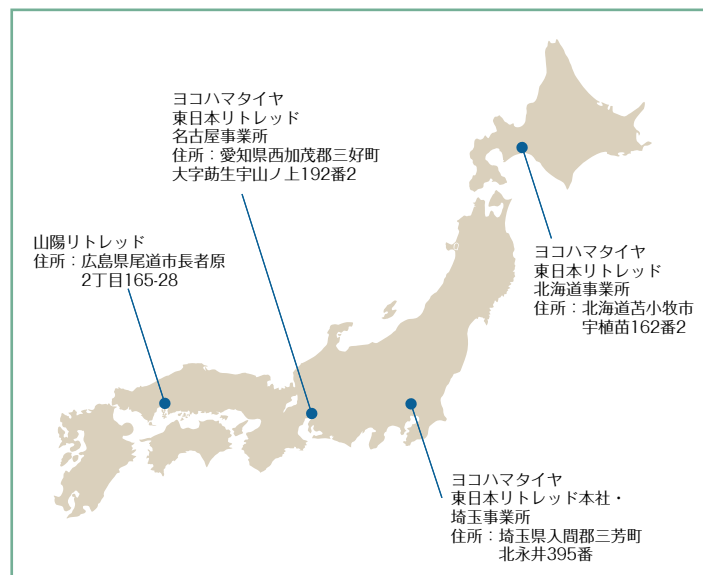 ヨコハマタイヤ
東日本リトレッド
名古屋事業所
住所：愛知県西加茂郡三好町
大字莇生宇山ノ上192番2
山陽リトレッド
住所：広島県尾道市長者原
2丁目165-28
ヨコハマタイヤ
東日本リトレッド
北海道事業所
住所：北海道苫小牧市
宇植苗162番2
ヨコハマタイヤ
東日本リトレッド本社・
埼玉事業所
住所：埼玉県入間郡三芳町
北永井395番